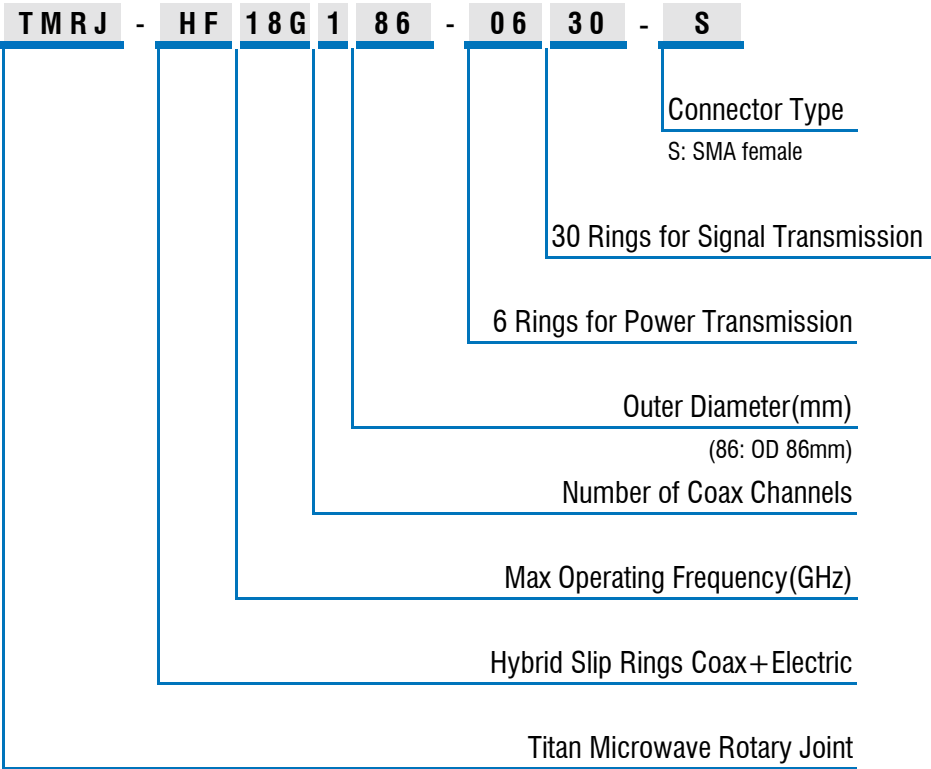 TMRJ - HF 18G 1 86 - 06 30 - S
Connector Type
S: SMA female
30 Rings for Signal Transmission
6 Rings for Power Transmission
Outer Diameter(mm)
(86: OD 86mm)
Number of Coax Channels
Max Operating Frequency(GHz)
Hybrid Slip Rings Coax+Electric
Titan Microwave Rotary Joint